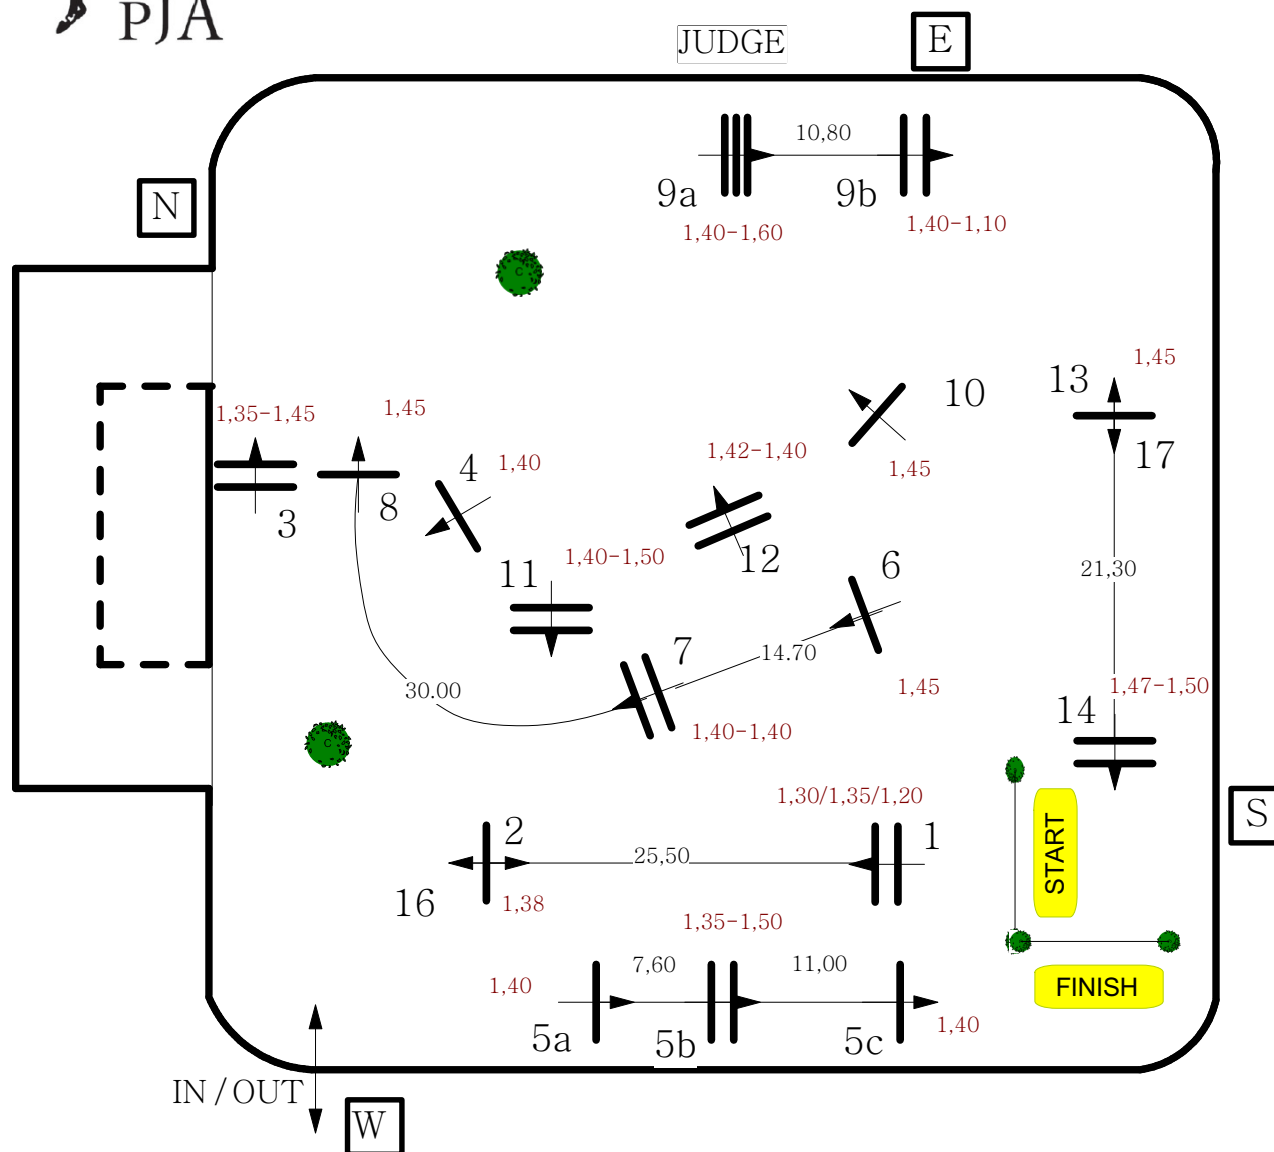 PJA
JUDGE
E
10,80
N
9a
9b
1,40-1,60
1,40-1,10
1,45
13
1,35-1,45
1,45
10
17
1,42-1,40
4
1,40
1,45
8
3
12
11
1,40-1,50
6
21,30
7
14.70
30.00
1,45
1,47-1,50
14
1,40-1,40
1,30/1,35/1,20
S
2
1
25,50
START
16
1,38
1,35-1,50
7,60
11,00
1,40
FINISH
1,40
5a
5b
5c
IN/OUT
W
c
c